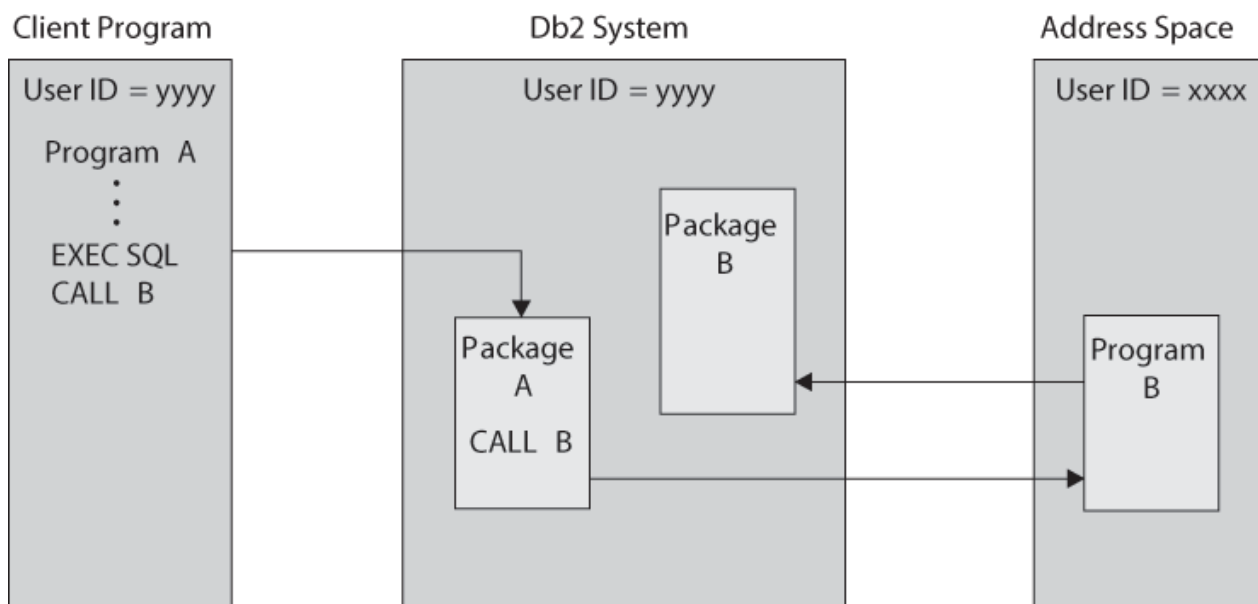 Client Program
User ID = yyyy
Program A
EXEC SQL
CALL B
Db2 System
User ID = yyyy
Package
B
Package
A
CALL B
Address Space
User ID = xxxx
Program
B